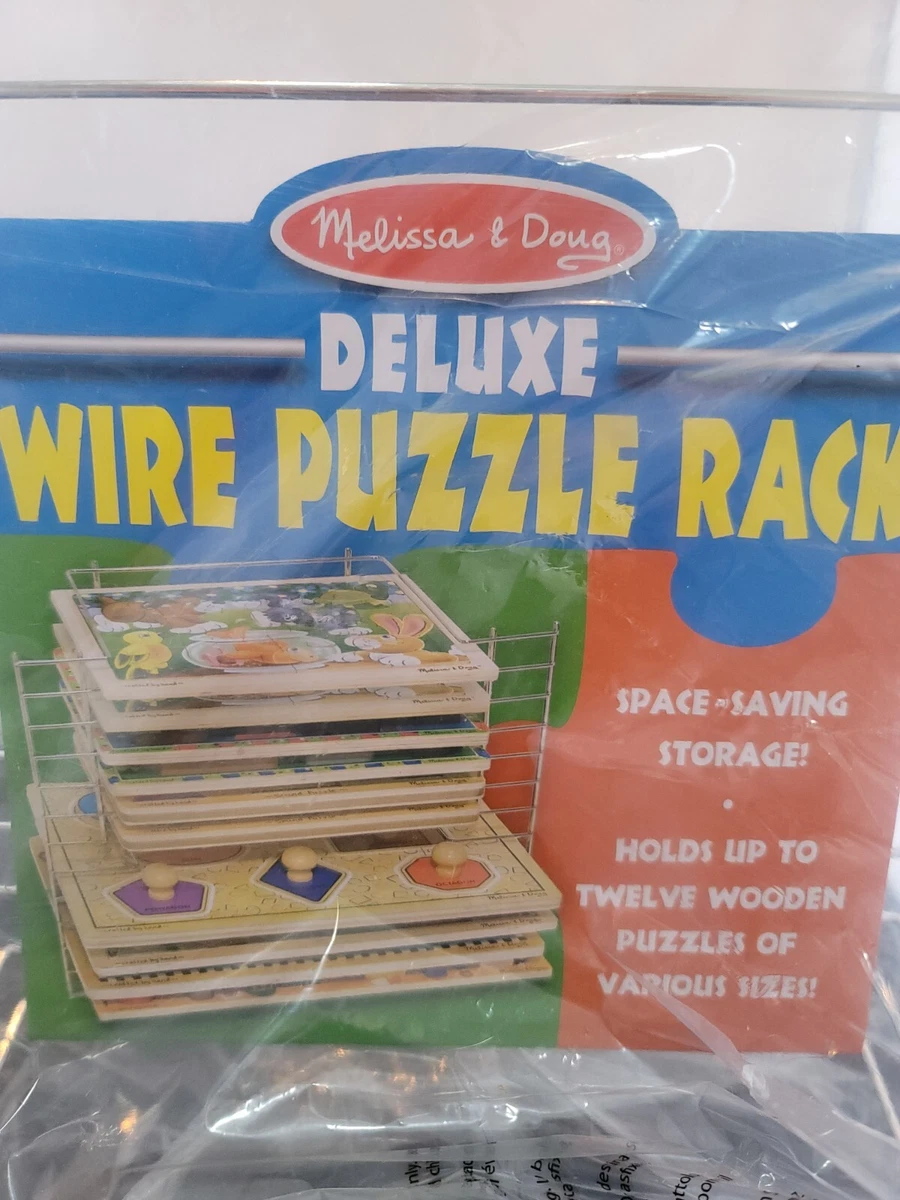 Melissa & Doug®
DELUXE
WIRE PUZZLE RACK
SPACE-SAVING
STORAGE!
•
HOLDS UP TO
TWELVE WOODEN
PUZZLES OF
VARIOUS SIZES!